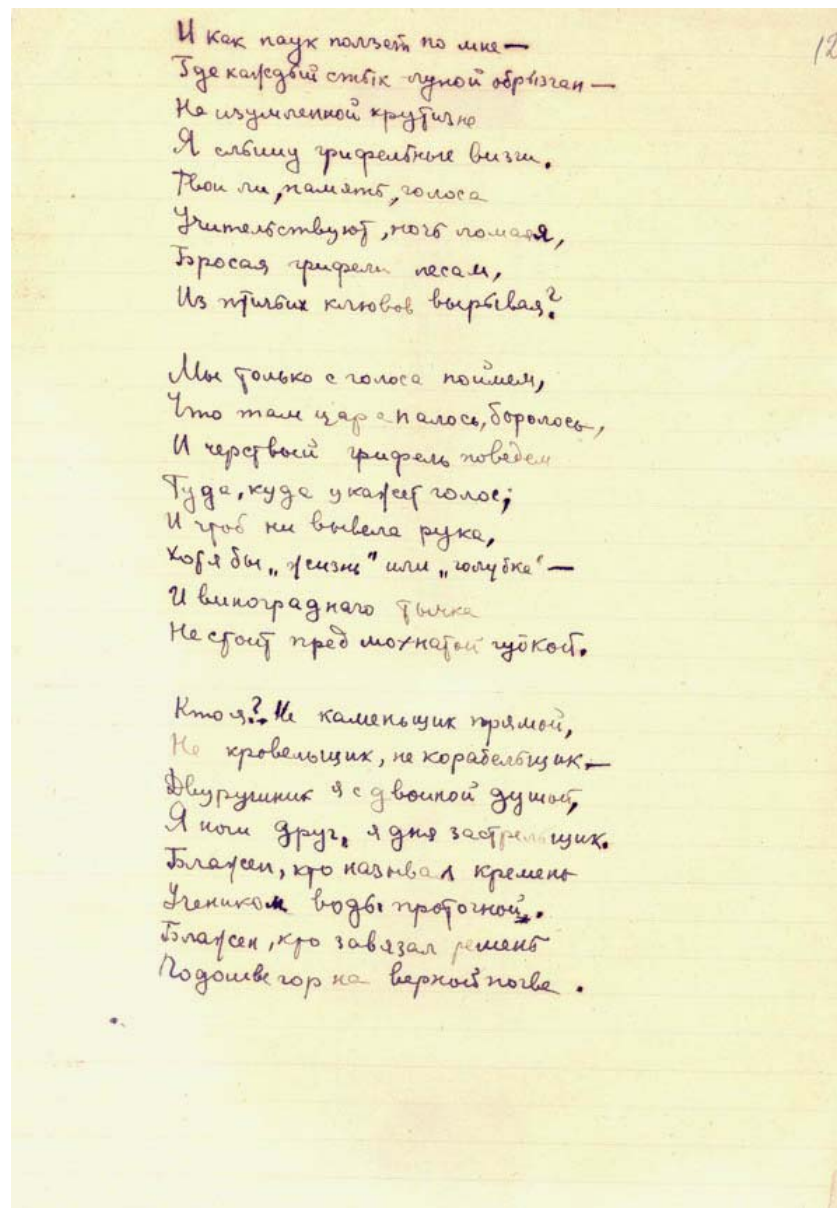 12
И как паук ползет по мне —
Где каждый стык луной обрызган —
На изумленной крутизне
Я слышу грифельные визги.
Твои ли, память, голоса
Учительствуют, ночь ломая,
Бросая грифели лесам,
Из птичьих клювов вырывая?
Мы только с голоса поймем,
Что там царапалось, боролось,
И черствый грифель поведем
Туда, куда укажет голос;
И чтоб ни вывела рука,
Хотя бы „жизнь" или „голубка" —
И виноградного тычка
Не стоит пред мохнатой губкой.
Кто я? Не каменьщик прямой,
Не кровельщик, не корабельщик —
Двурушник я с двойной душой,
Я ночи друг, я дня застрельщик.
Блажен, кто называл кремень
Учеником воды проточной.
Блажен, кто завязал ремень
Подошве гор на верной почве.